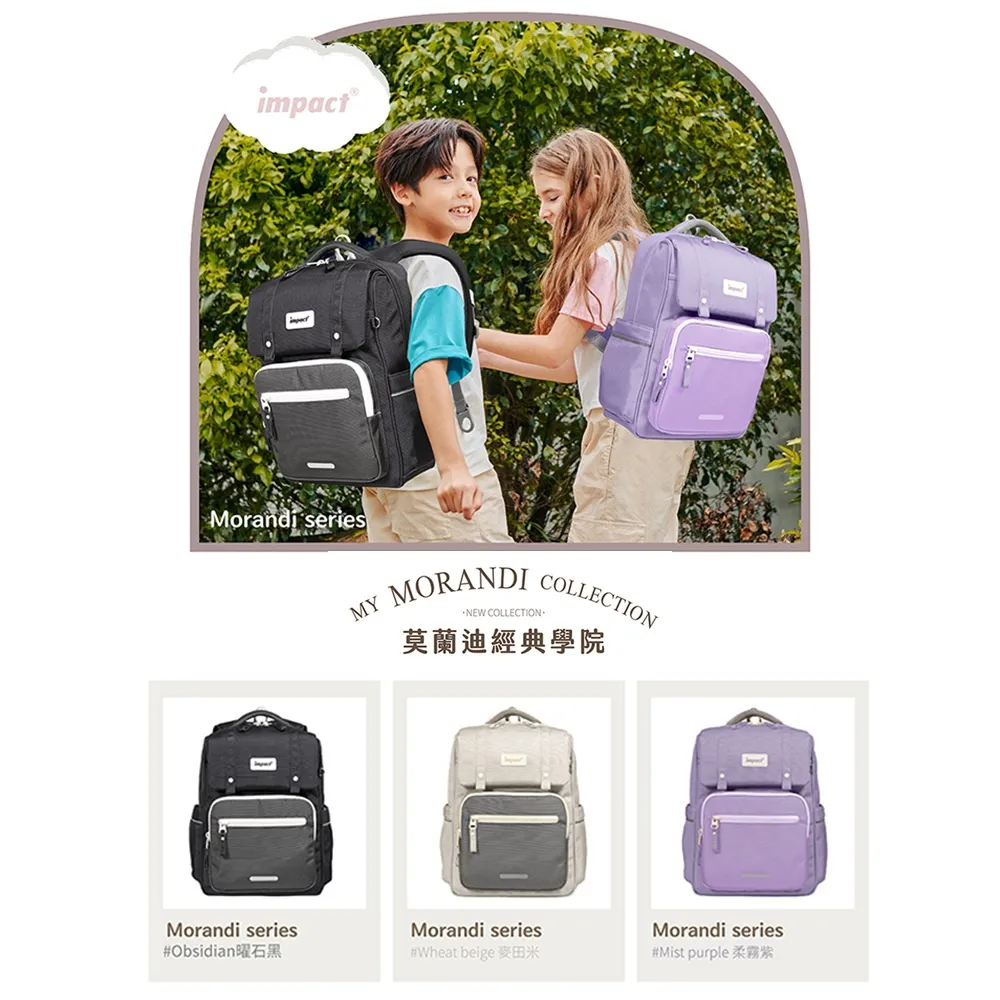 impact®
impact
impact
Morandi series
MY MORANDI COLLECTION
·NEW COLLECTION·
莫蘭迪經典學院
impact
impact
impact
Morandi series
#Obsidian曜石黑
Morandi series
#Wheat beige 麥田米
Morandi series
#Mist purple 柔霧紫